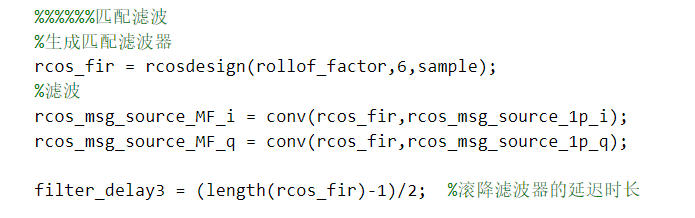 %%%%%%匹配滤波
%生成匹配滤波器
rcos_fir = rcosdesign(rollof_factor,6,sample);
%滤波
rcos_msg_source_MF_i = conv(rcos_fir,rcos_msg_source_1p_i);
rcos_msg_source_MF_q = conv(rcos_fir,rcos_msg_source_1p_q);
filter_delay3 = (length(rcos_fir)-1)/2;  %滚降滤波器的延迟时长